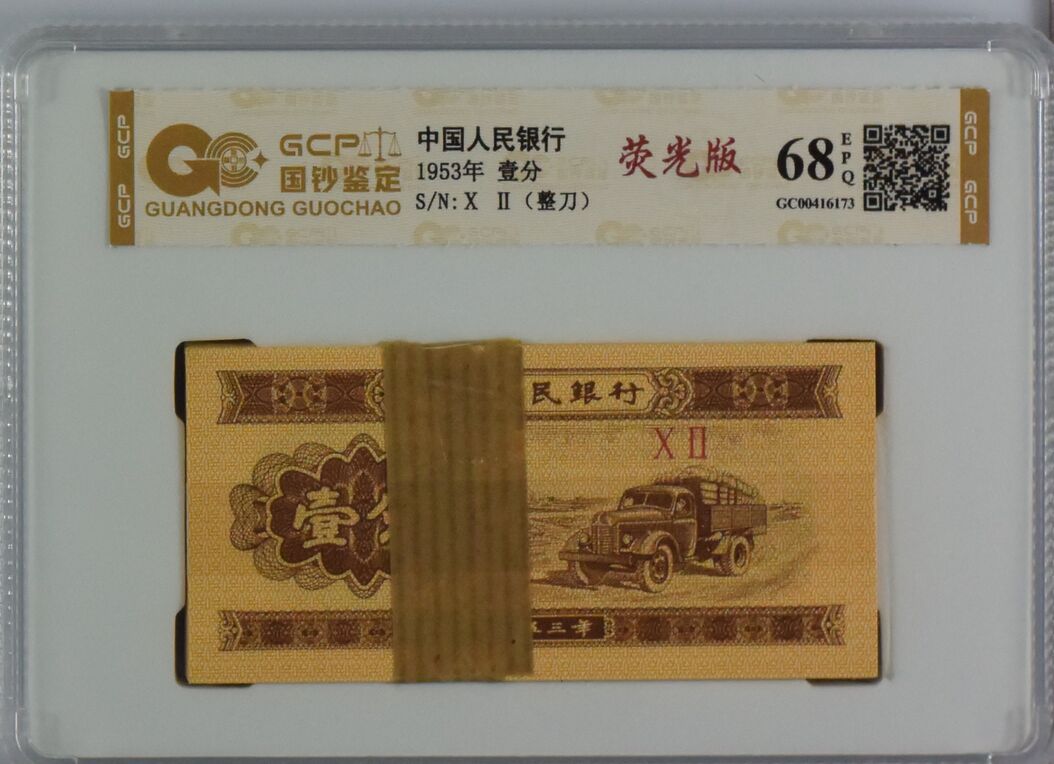 GCP
GCP
GCP
国钞鉴定
GUANGDONG GUOCHAO
中国人民银行
1953年 壹分
S/N: X II (整刀)
荧光版
68
EPQ
GC00416173
GCP
GCP
民銀行
X II
壹分
五三年